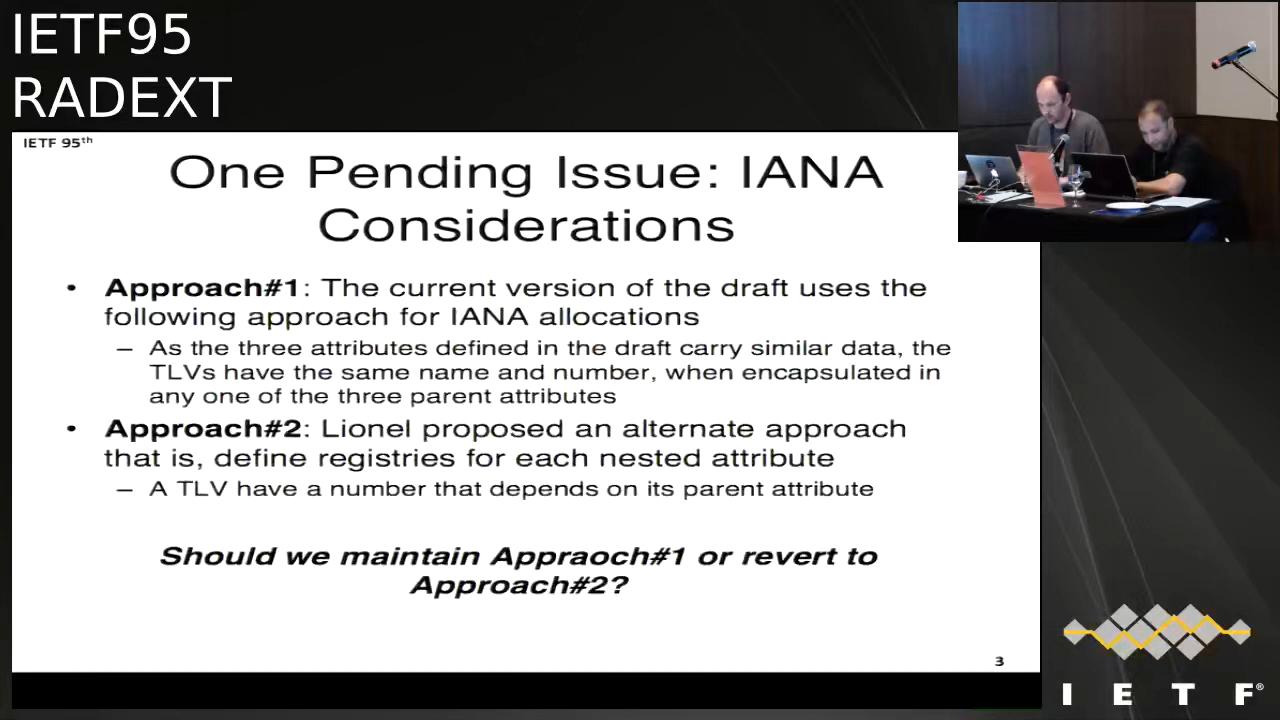 IETF95
RADEXT
IETF 95th
One Pending Issue: IANA
Considerations
• Approach#1: The current version of the draft uses the
following approach for IANA allocations
– As the three attributes defined in the draft carry similar data, the
TLVs have the same name and number, when encapsulated in
any one of the three parent attributes
• Approach#2: Lionel proposed an alternate approach
that is, define registries for each nested attribute
– A TLV have a number that depends on its parent attribute
Should we maintain Appraoch#1 or revert to
Approach#2?
3
I E T F®